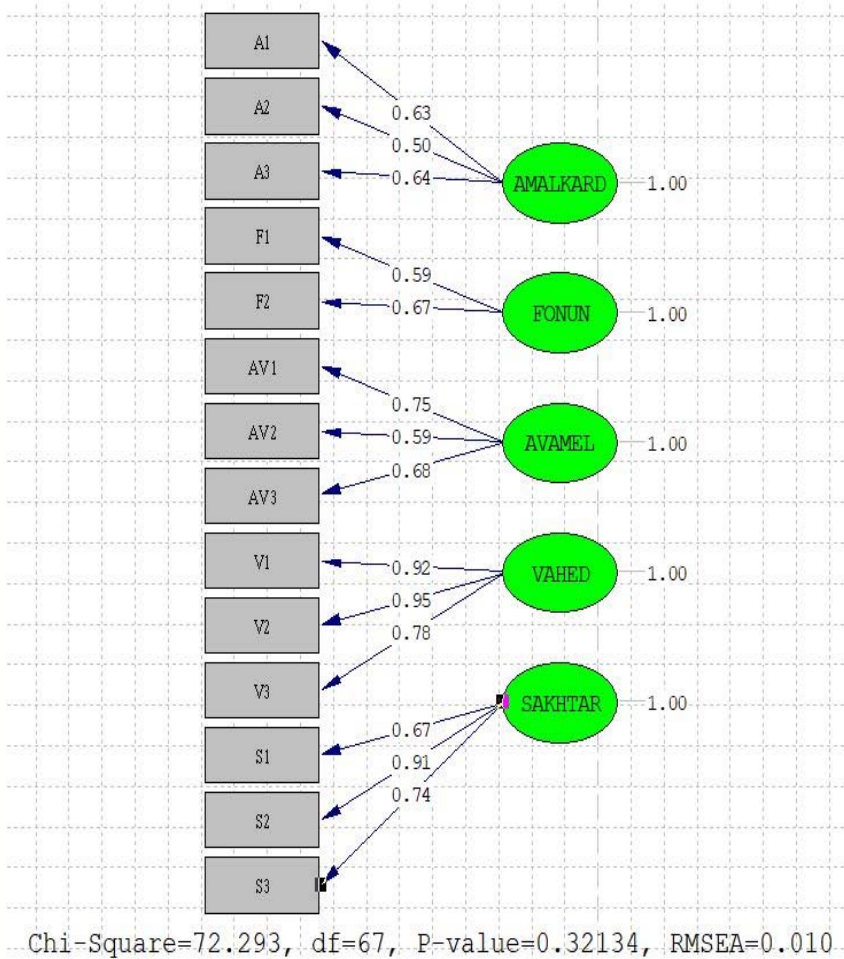 A1
A2
A3
F1
F2
AV1
AV2
AV3
V1
V2
V3
S1
S2
S3
0.63
0.50
0.64
0.59
0.67
0.75
0.59
0.68
0.92
0.95
0.78
0.67
0.91
0.74
AMALKARD 1.00
FONUN 1.00
AVAMEL 1.00
VAHED 1.00
SAKHTAR 1.00
Chi-Square=72.293, df=67, P-value=0.32134, RMSEA=0.010